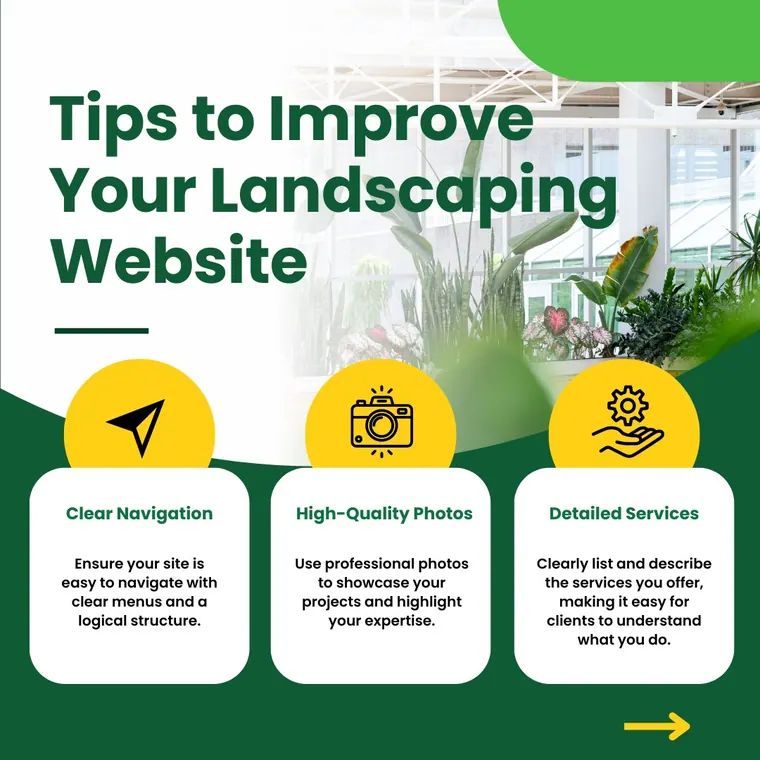 Tips to Improve
Your Landscaping
Website
Clear Navigation
Ensure your site is
easy to navigate with
clear menus and a
logical structure.
High-Quality Photos
Use professional photos
to showcase your
projects and highlight
your expertise.
Detailed Services
Clearly list and describe
the services you offer,
making it easy for
clients to understand
what you do.